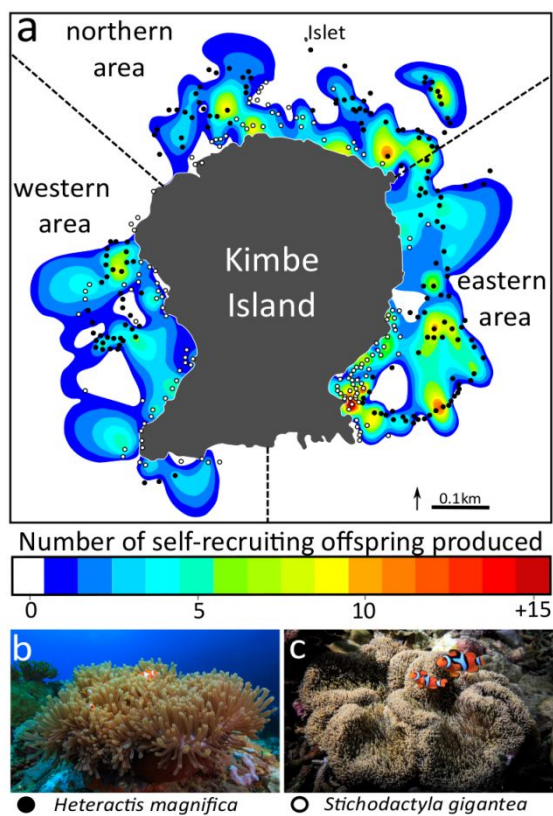 a
northern
area
Islet
western
area
Kimbe
Island
eastern
area
0.1km
Number of self-recruiting offspring produced
0 5 10 +15
b
c
Heteractis magnifica
Stichodactyla gigantea